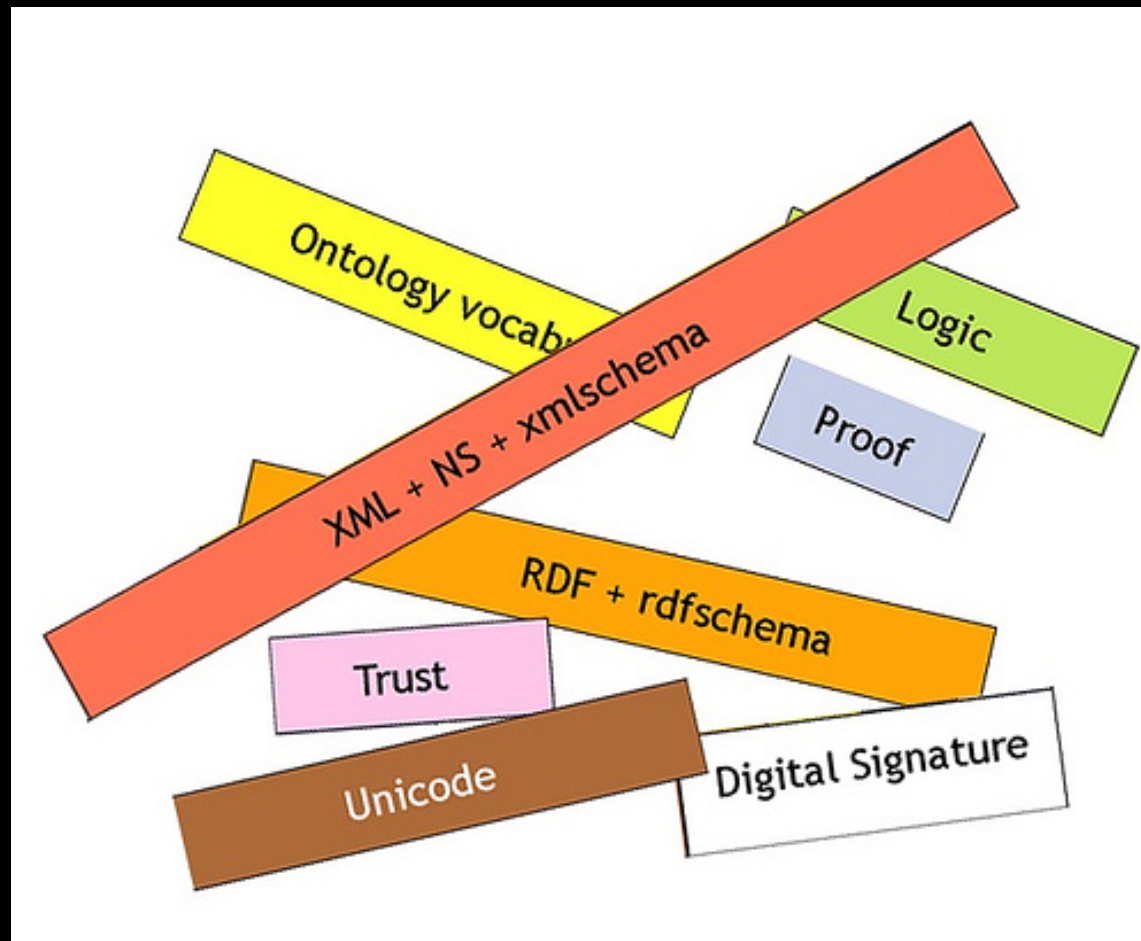 Ontology vocab
Logic
XML + NS + xmlschema
Proof
RDF + rdfschema
Trust
Digital Signature
Unicode